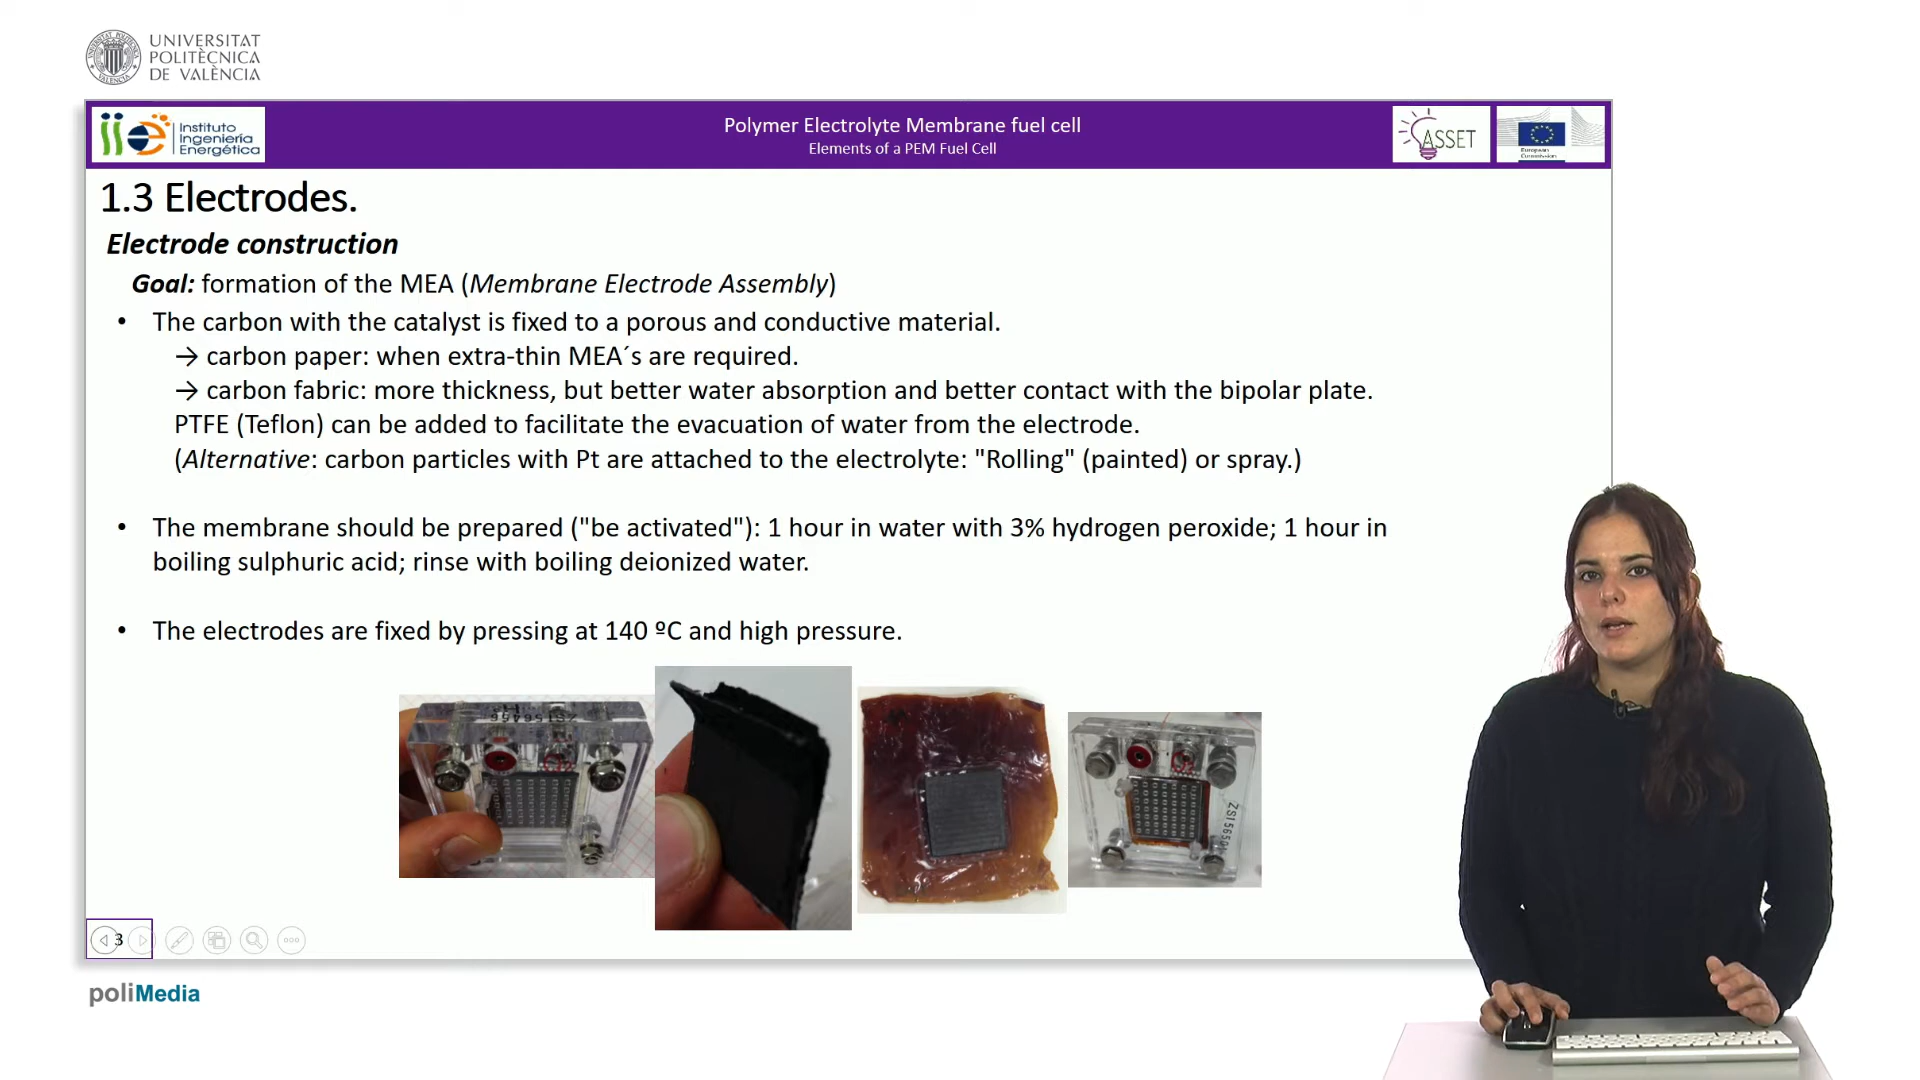 UNIVERSITAT
POLITÈCNICA
DE VALÈNCIA
Instituto
Ingeniería
Energética
Polymer Electrolyte Membrane fuel cell
Elements of a PEM Fuel Cell
ASSET
European
Commission
1.3 Electrodes.
Electrode construction
Goal: formation of the MEA (Membrane Electrode Assembly)
• The carbon with the catalyst is fixed to a porous and conductive material.
→ carbon paper: when extra-thin MEA´s are required.
→ carbon fabric: more thickness, but better water absorption and better contact with the bipolar plate.
PTFE (Teflon) can be added to facilitate the evacuation of water from the electrode.
(Alternative: carbon particles with Pt are attached to the electrolyte: "Rolling" (painted) or spray.)
• The membrane should be prepared ("be activated"): 1 hour in water with 3% hydrogen peroxide; 1 hour in
boiling sulphuric acid; rinse with boiling deionized water.
• The electrodes are fixed by pressing at 140 ºC and high pressure.
3
poliMedia